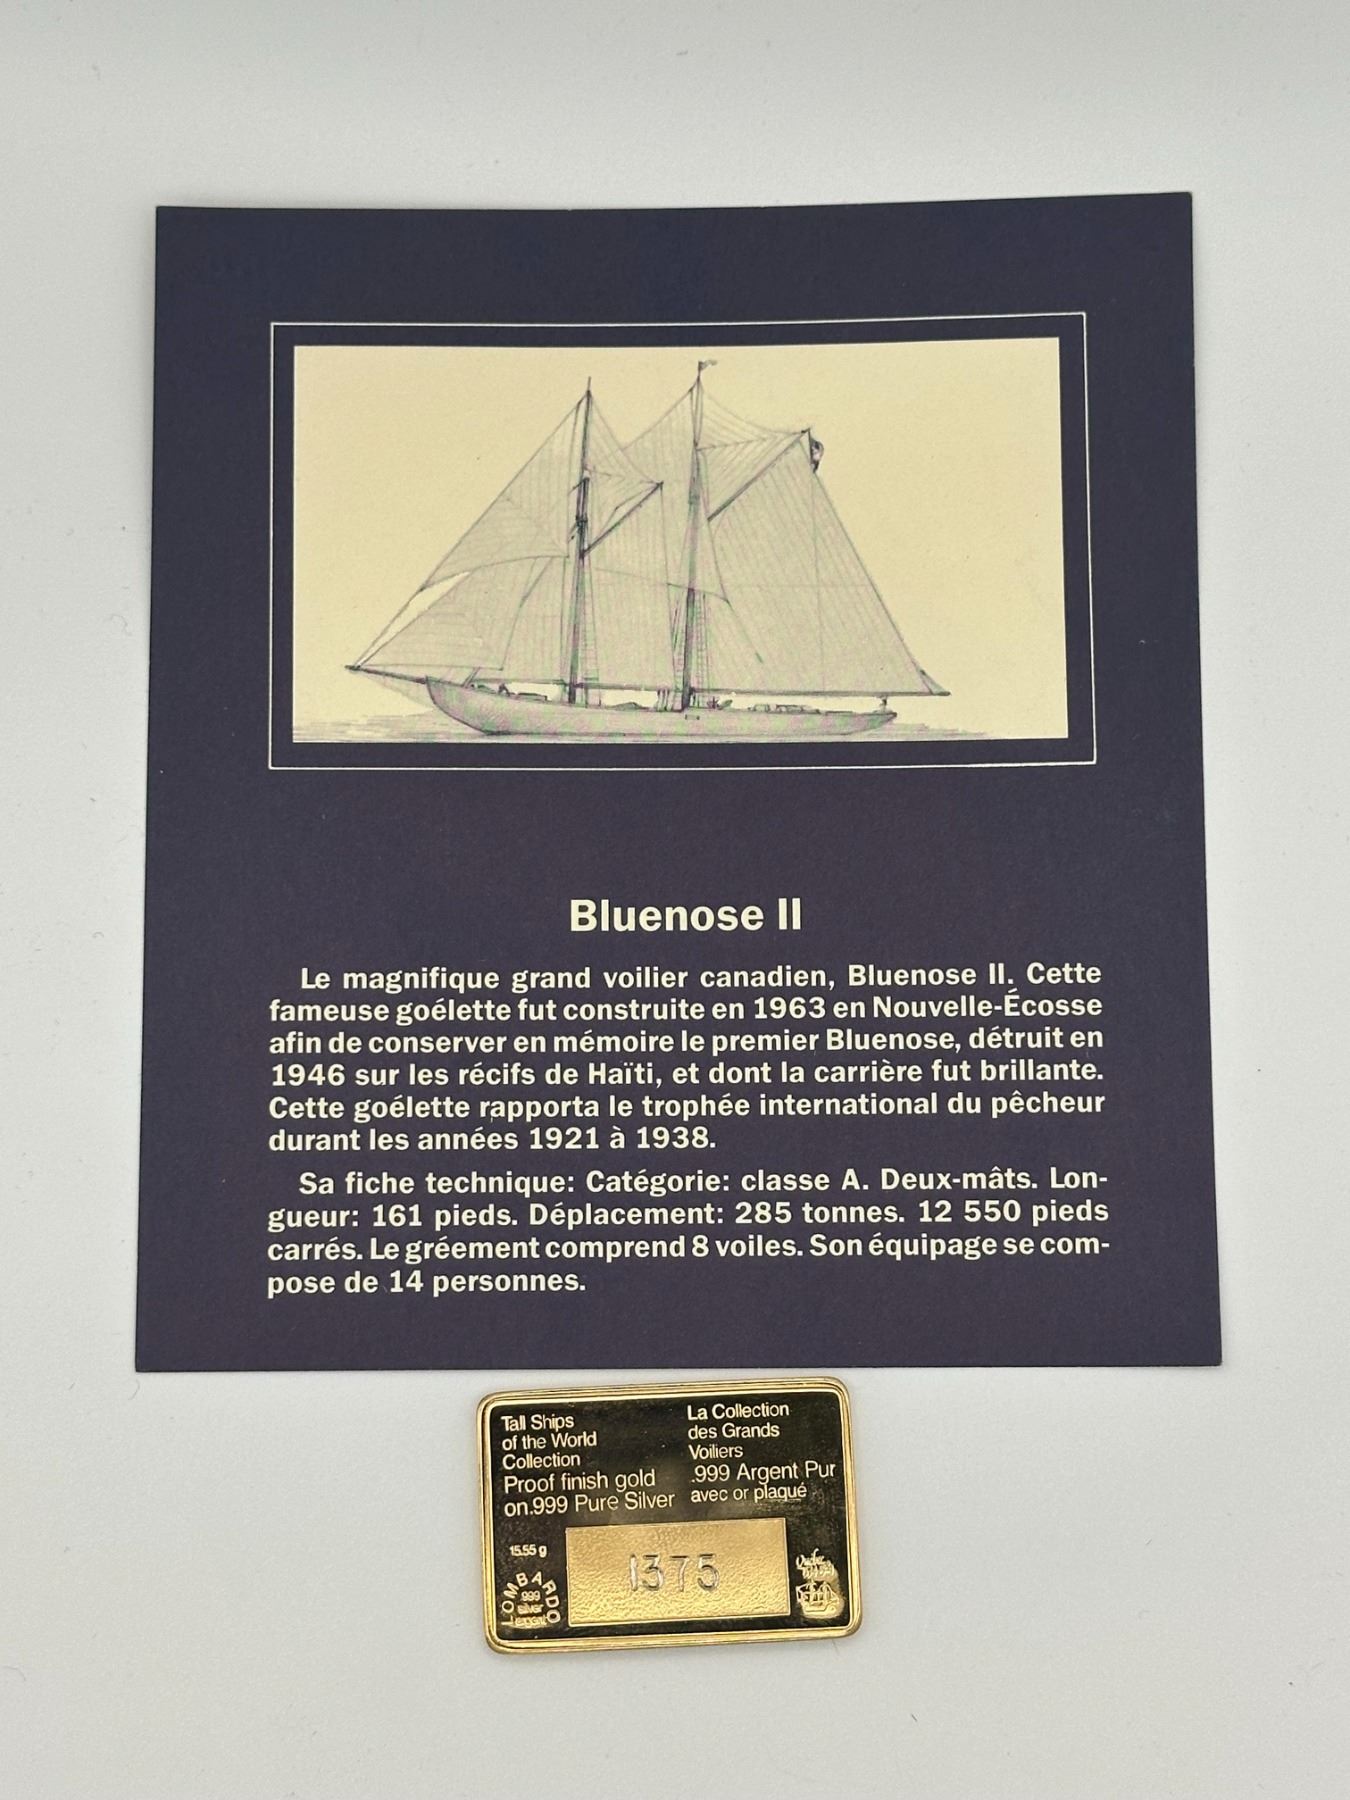 Bluenose II
Le magnifique grand voilier canadien, Bluenose II. Cette
fameuse goélette fut construite en 1963 en Nouvelle-Écosse
afin de conserver en mémoire le premier Bluenose, détruit en
1946 sur les récifs de Haïti, et dont la carrière fut brillante.
Cette goélette rapporta le trophée international du pêcheur
durant les années 1921 à 1938.
Sa fiche technique: Catégorie: classe A. Deux-mâts. Lon-
gueur: 161 pieds. Déplacement: 285 tonnes. 12 550 pieds
carrés. Le gréement comprend 8 voiles. Son équipage se com-
pose de 14 personnes.
Tall Ships
of the World
Collection
Proof finish gold
on.999 Pure Silver
La Collection
des Grands
Voiliers
.999 Argent Pur
avec or plaqué
15.55 g
LOMBARDO
.999
silver
argent
1375